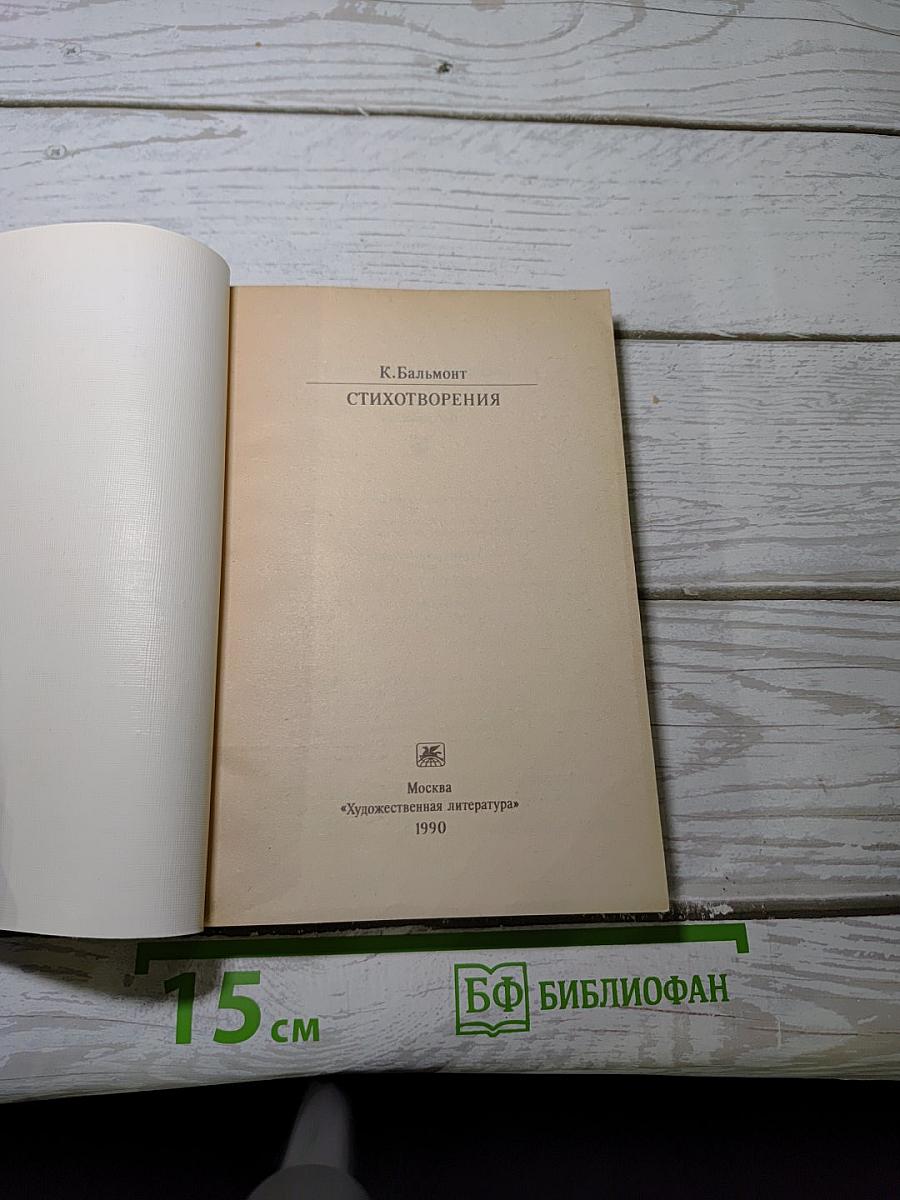 К. Бальмонт
СТИХОТВОРЕНИЯ
Москва
«Художественная литература»
1990
15 см
БФ БИБЛИОФАН